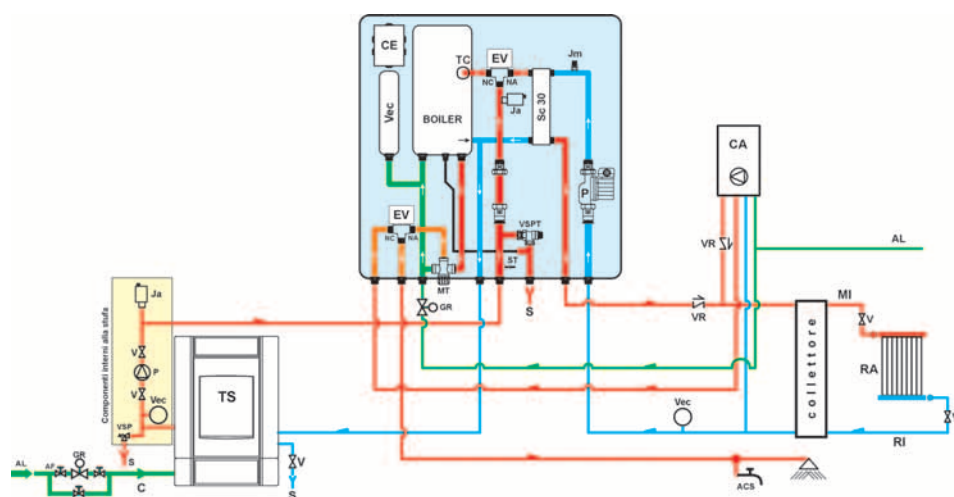 CE
Vec
BOILER
TC
EV
NC
NA
Ja
Sc 30
Jm
P
EV
NC
NA
MT
VSPT
ST
S
GR
CA
VR
AL
VR
MI
V
RA
V
RI
collettore
Vec
ACS
Componenti interni alla stufa
Ja
V
P
V
Vec
VSP
S
TS
V
S
AL
AF
GR
C